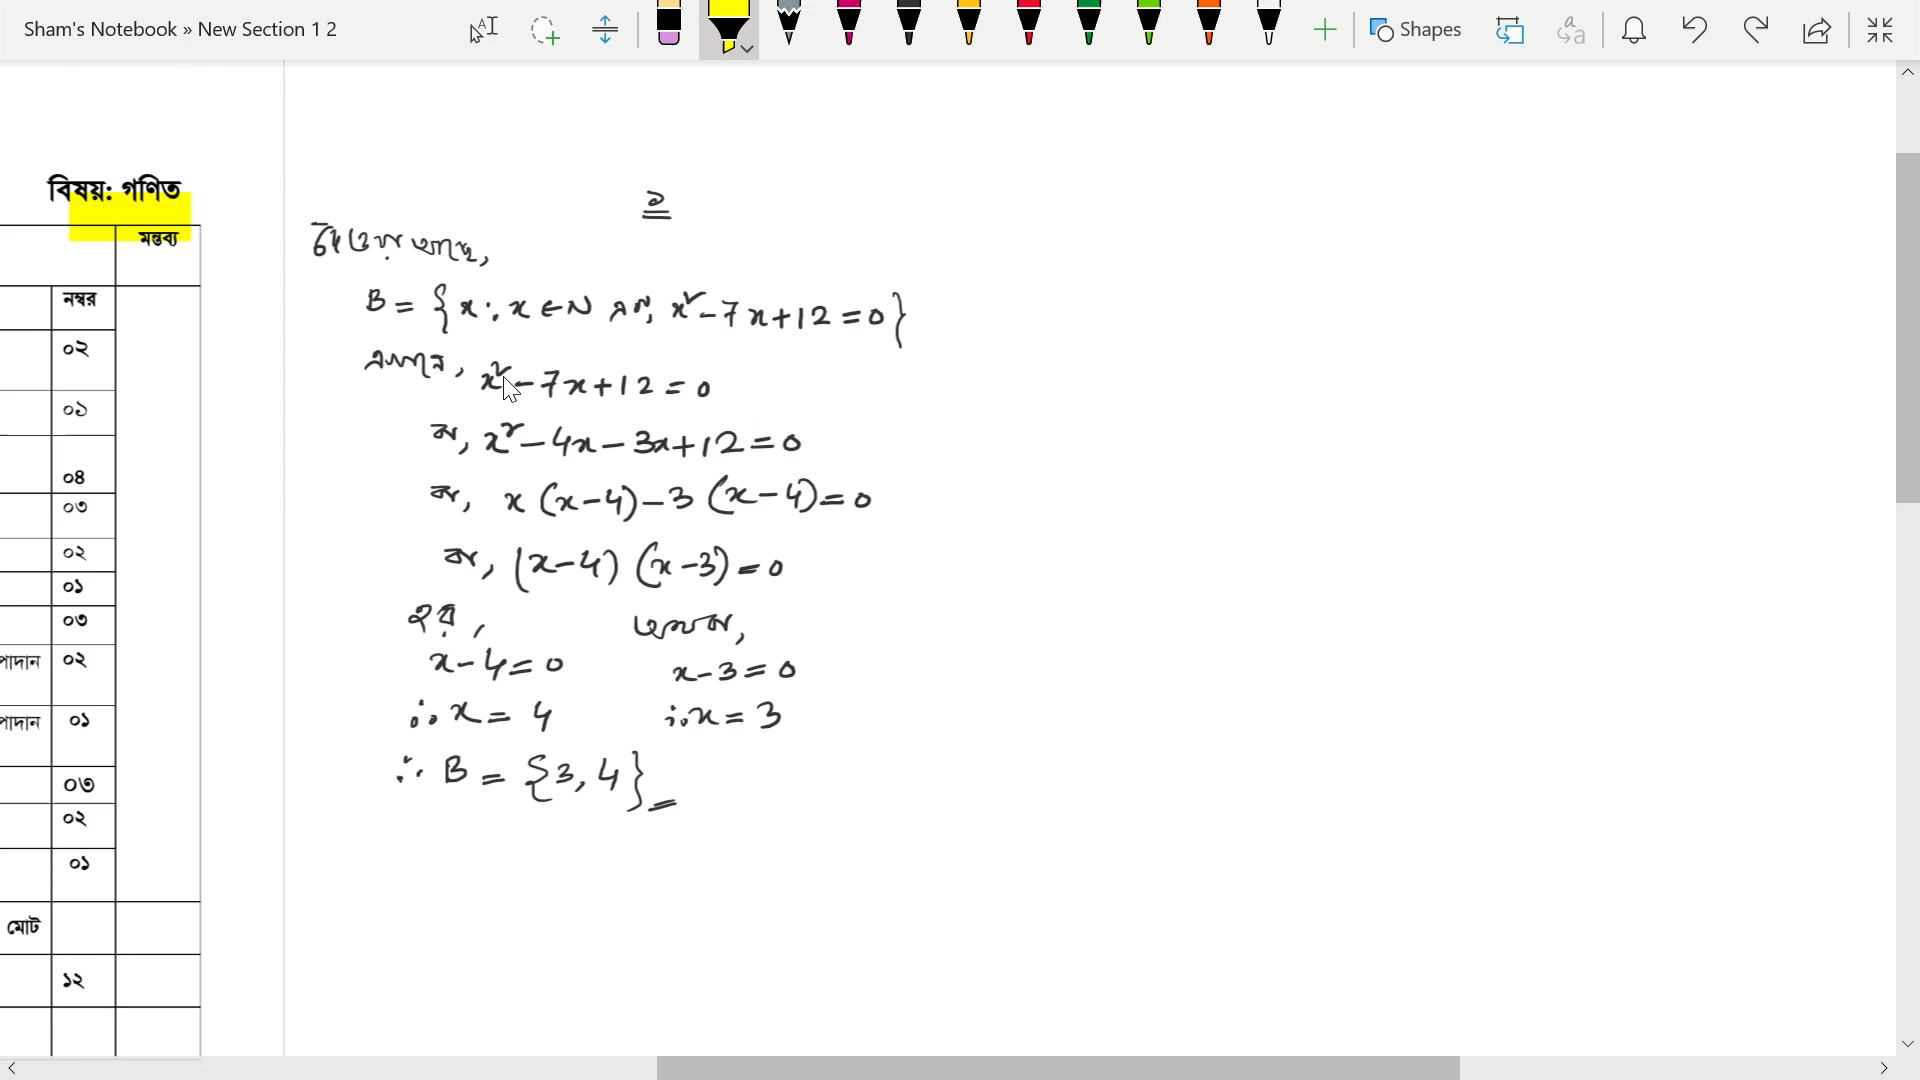 Sham's Notebook » New Section 1 2
Shapes
বিষয়: গণিত
মন্তব্য
নম্বর
০২
০১
০৪
০৩
০২
০১
০৩
পাদান ০২
পাদান ০১
০৩
০২
০১
মোট
১২
১
দেওয়া আছে,
B = {x : x ∈ N এবং x² - 7x + 12 = 0}
এখানে, x² - 7x + 12 = 0
বা, x² - 4x - 3x + 12 = 0
বা, x (x - 4) - 3 (x - 4) = 0
বা, (x - 4) (x - 3) = 0
হয়, অথবা,
x - 4 = 0 x - 3 = 0
∴ x = 4 ∴ x = 3
∴ B = {3, 4}